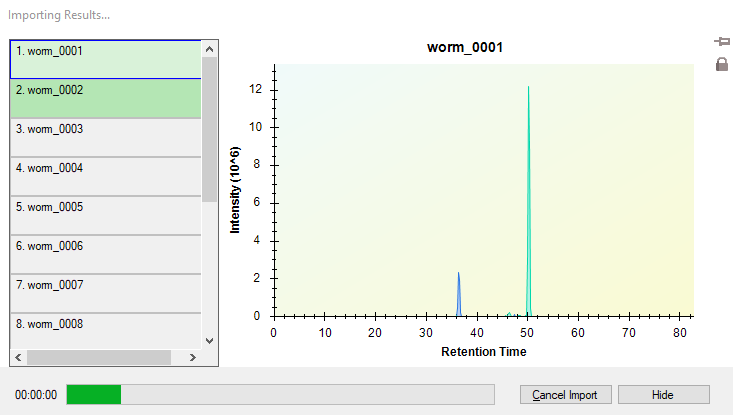 Importing Results...
1. worm_0001
2. worm_0002
3. worm_0003
4. worm_0004
5. worm_0005
6. worm_0006
7. worm_0007
8. worm_0008
worm_0001
Intensity (10^6)
12
10
8
6
4
2
0
0 10 20 30 40 50 60 70 80
Retention Time
00:00:00
Cancel Import
Hide